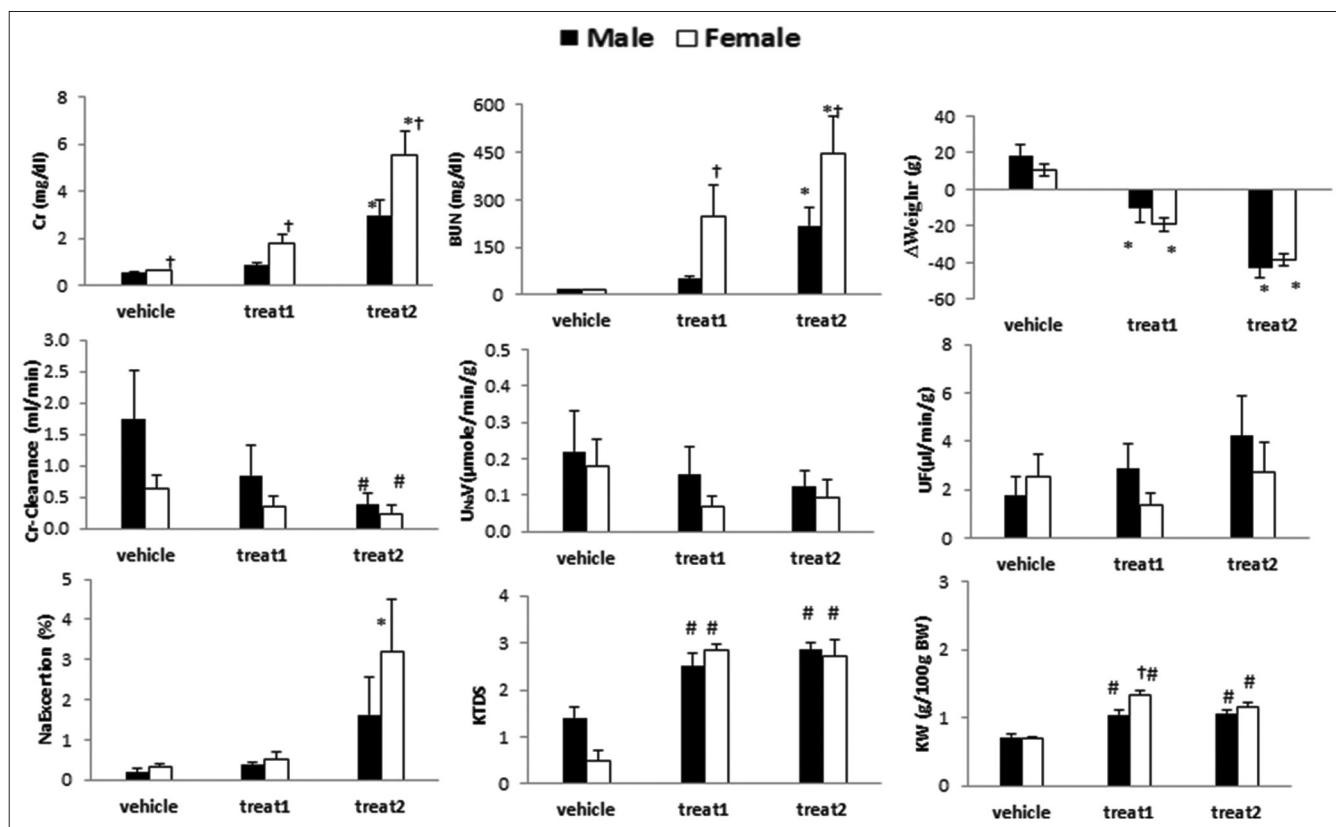 Male Female
Cr (mg/dl)
8
6
4
2
0
*
*†
†
†
vehicle treat1 treat2
BUN (mg/dl)
600
450
300
150
0
†
*
*†
vehicle treat1 treat2
ΔWeighr (g)
40
20
0
-20
-40
-60
* * * *
vehicle treat1 treat2
Cr-Clearance (ml/min)
3.0
2.5
2.0
1.5
1.0
0.5
0.0
# #
vehicle treat1 treat2
UNaV(µmole/min/g)
0.5
0.4
0.3
0.2
0.1
0.0
vehicle treat1 treat2
UF(µl/min/g)
8
6
4
2
0
vehicle treat1 treat2
NaExcertion (%)
5
4
3
2
1
0
*
vehicle treat1 treat2
KTDS
4
3
2
1
0
# # # #
vehicle treat1 treat2
KW (g/100g BW)
3
2
1
0
# †# # #
vehicle treat1 treat2